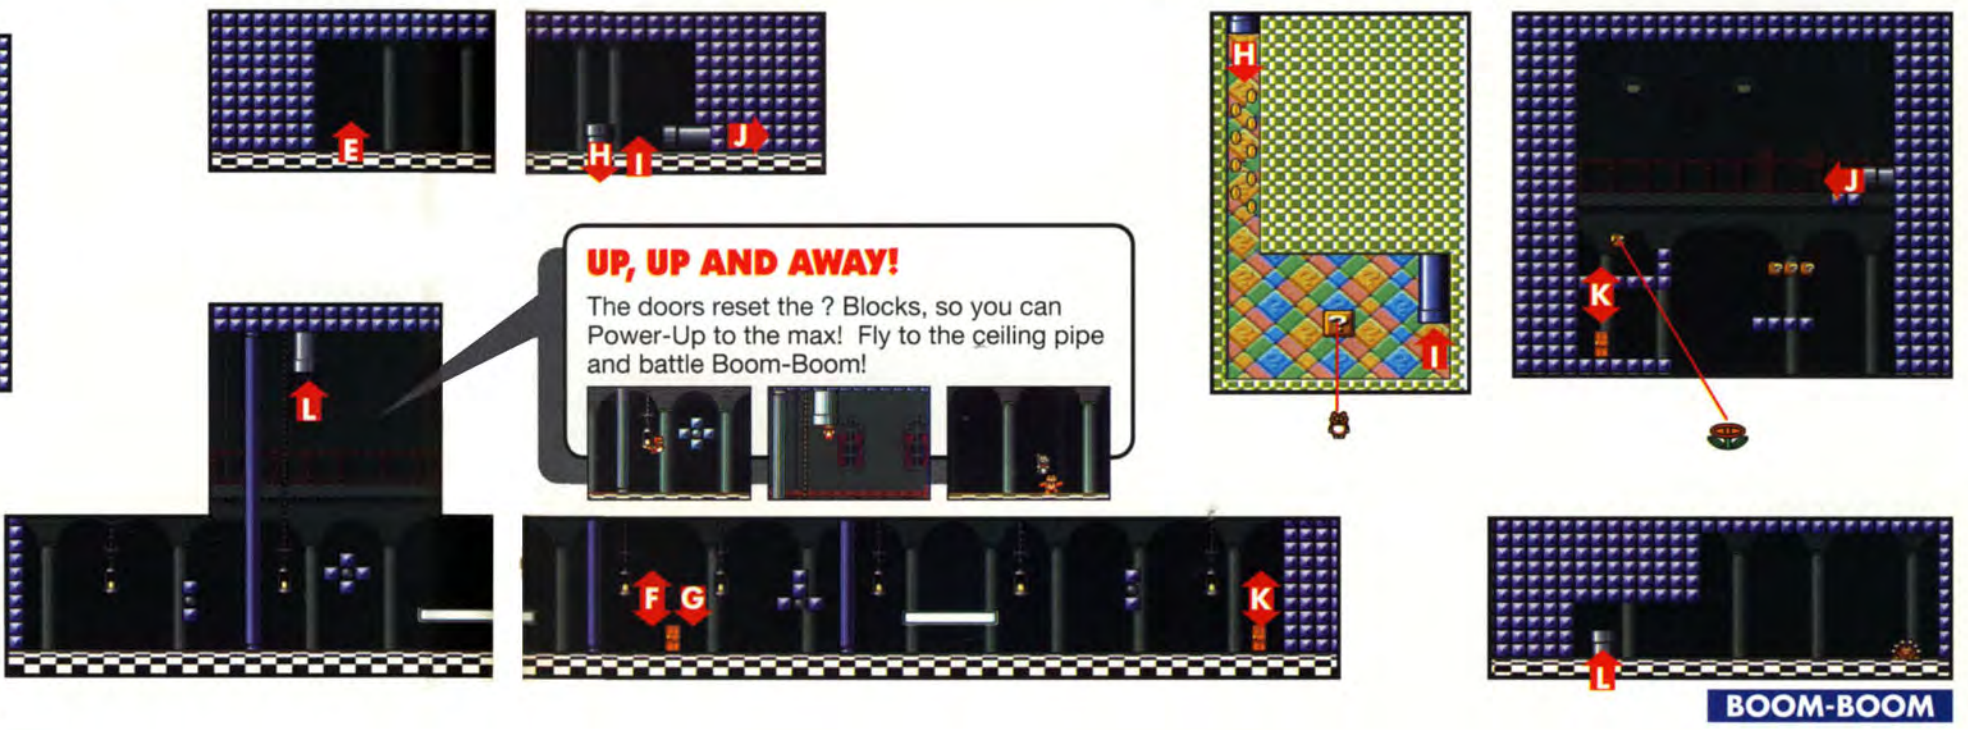 E
H
I
J
H
I
J
K
UP, UP AND AWAY!
The doors reset the ? Blocks, so you can
Power-Up to the max! Fly to the ceiling pipe
and battle Boom-Boom!
L
F
G
K
L
BOOM-BOOM